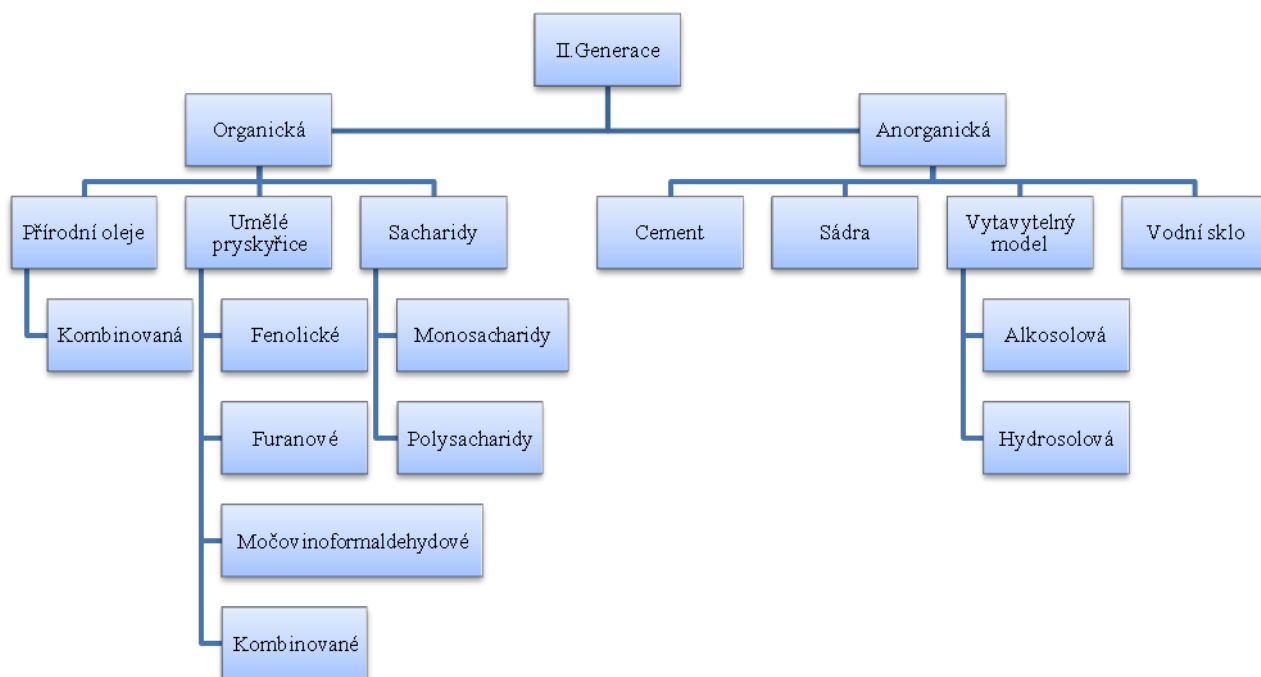 II.Generace
Organická
Anorganická
Přírodní oleje
Umělé
pryskyřice
Sacharidy
Cement
Sádra
Vytavytelný
model
Vodní sklo
Kombinovaná
Fenolické
Monosacharidy
Alkosolová
Furanové
Polysacharidy
Hydrosolová
Močovinoformaldehydové
Kombinované